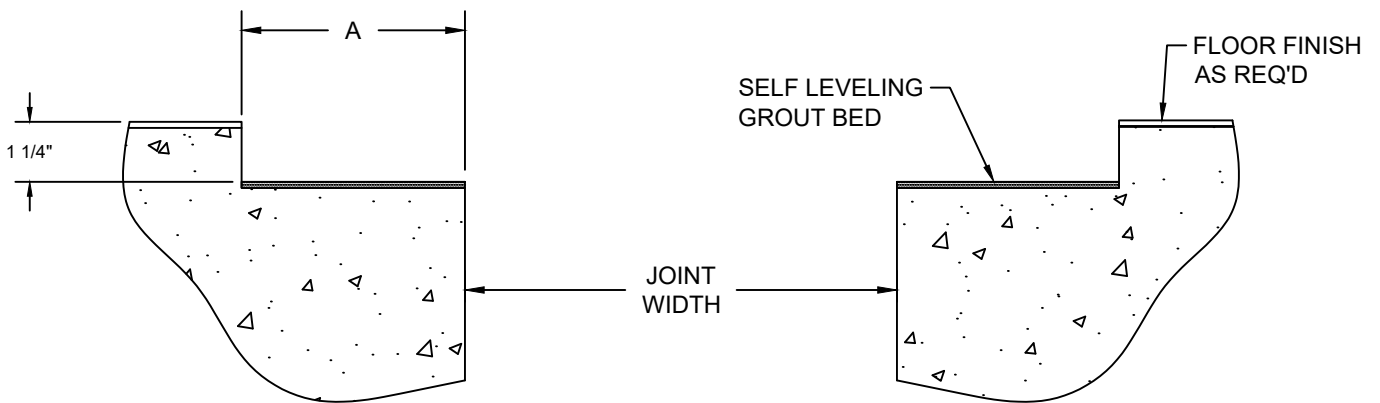 A
FLOOR FINISH
AS REQ'D
SELF LEVELING
GROUT BED
1 1/4"
JOINT
WIDTH